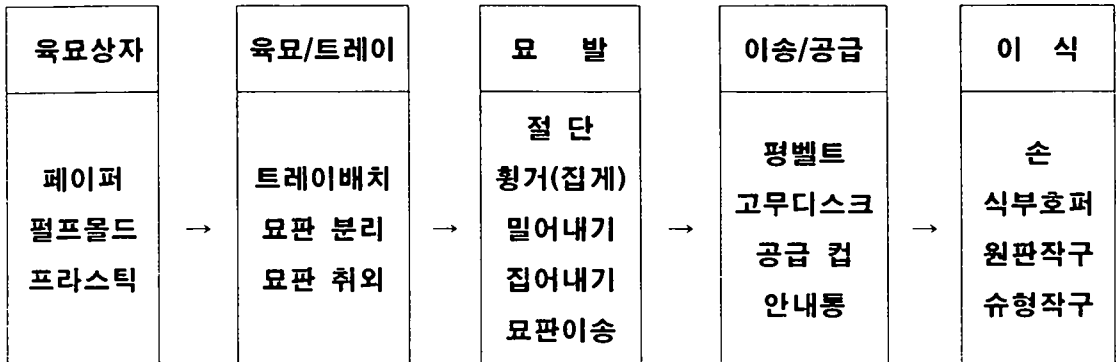 육묘상자
페이퍼
펄프몰드
프라스틱
→
육묘/트레이
트레이배치
묘판 분리
묘판 취외
→
묘 발
절 단
횡거(집게)
밀어내기
집어내기
묘판이송
→
이송/공급
평벨트
고무디스크
공급 컵
안내통
→
이 식
손
식부호퍼
원판작구
슈형작구